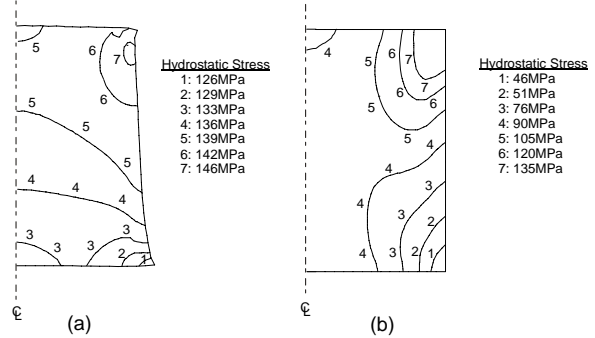 Hydrostatic Stress
1: 126MPa
2: 129MPa
3: 133MPa
4: 136MPa
5: 139MPa
6: 142MPa
7: 146MPa
5
6
7
6
5
5
5
4
4
4
3
3
3
3
2
1
℄
(a)
Hydrostatic Stress
1: 46MPa
2: 51MPa
3: 76MPa
4: 90MPa
5: 105MPa
6: 120MPa
7: 135MPa
4
5
6
7
7
6
6
5
5
4
4
4
4
3
3
3
2
2
1
℄
(b)